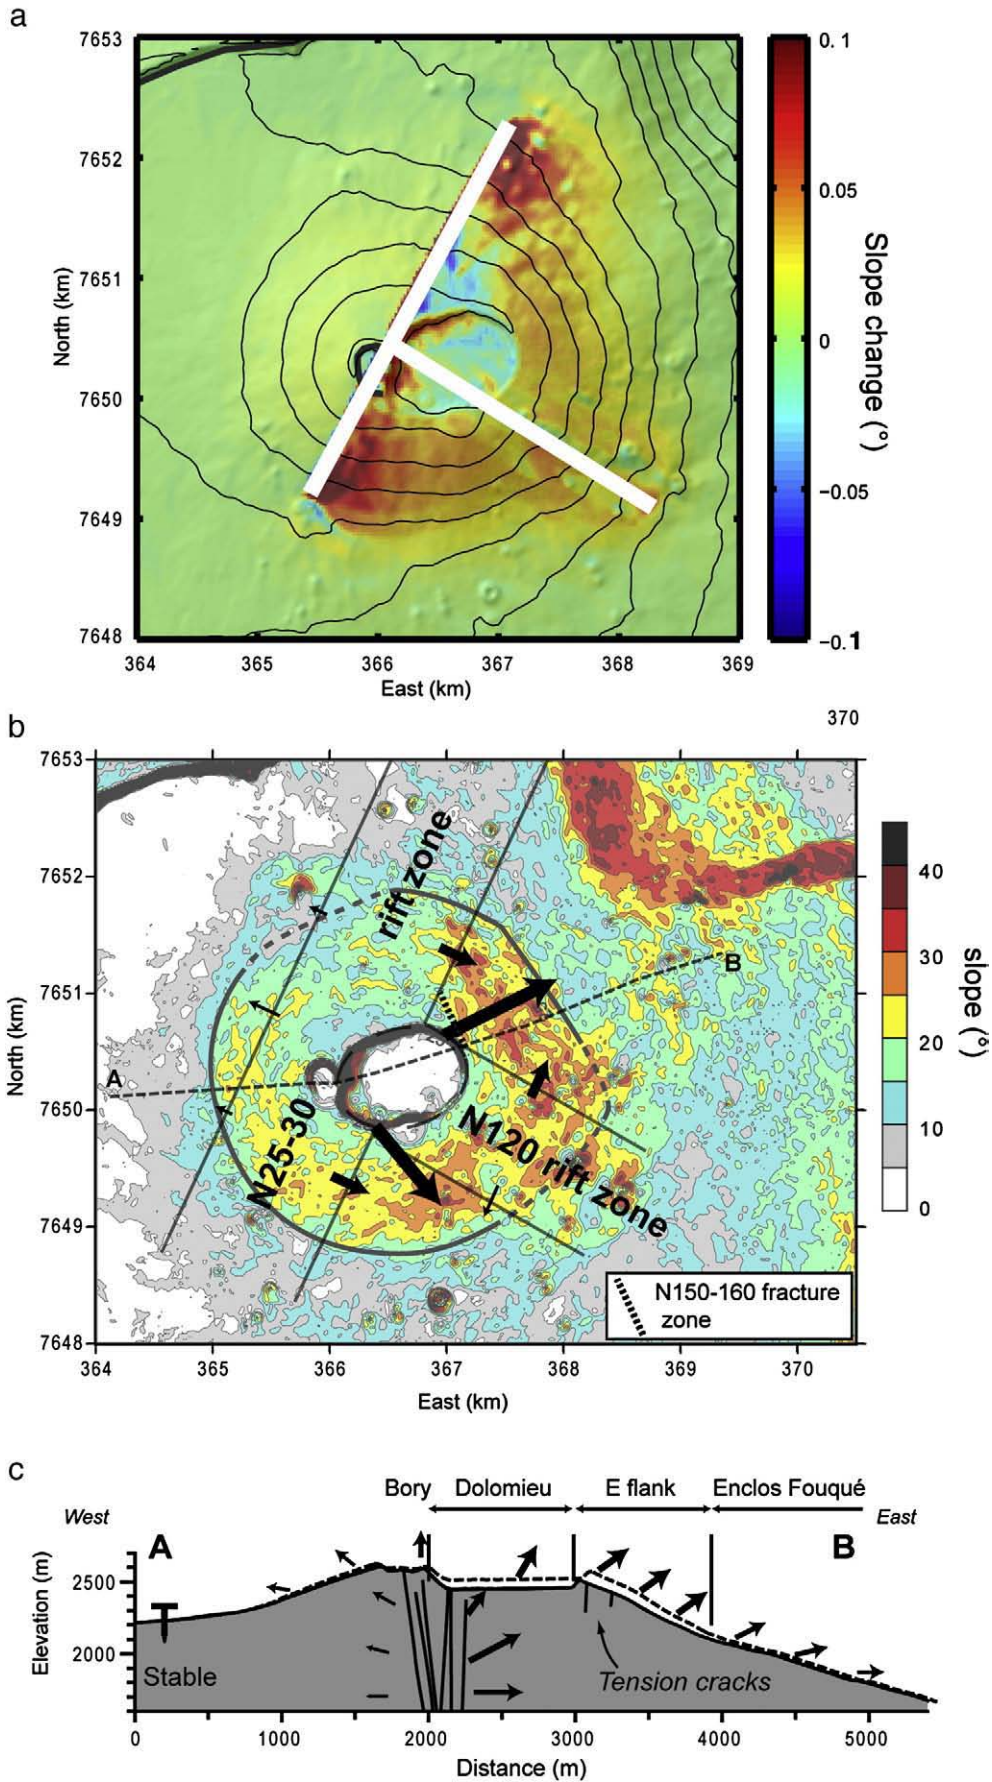 a
7653
7652
7651
7650
7649
7648
North (km)
364 365 366 367 368 369
East (km)
0.1
0.05
0
−0.05
−0.1
Slope change (°)
b
370
7653
7652
7651
7650
7649
7648
North (km)
rift zone
B
A
N25-30
N120 rift zone
N150-160 fracture
zone
364 365 366 367 368 369 370
East (km)
40
30
20
10
0
slope (°)
c
Bory Dolomieu E flank Enclos Fouqué
West East
A B
Elevation (m)
2500
2000
Stable
Tension cracks
0 1000 2000 3000 4000 5000
Distance (m)